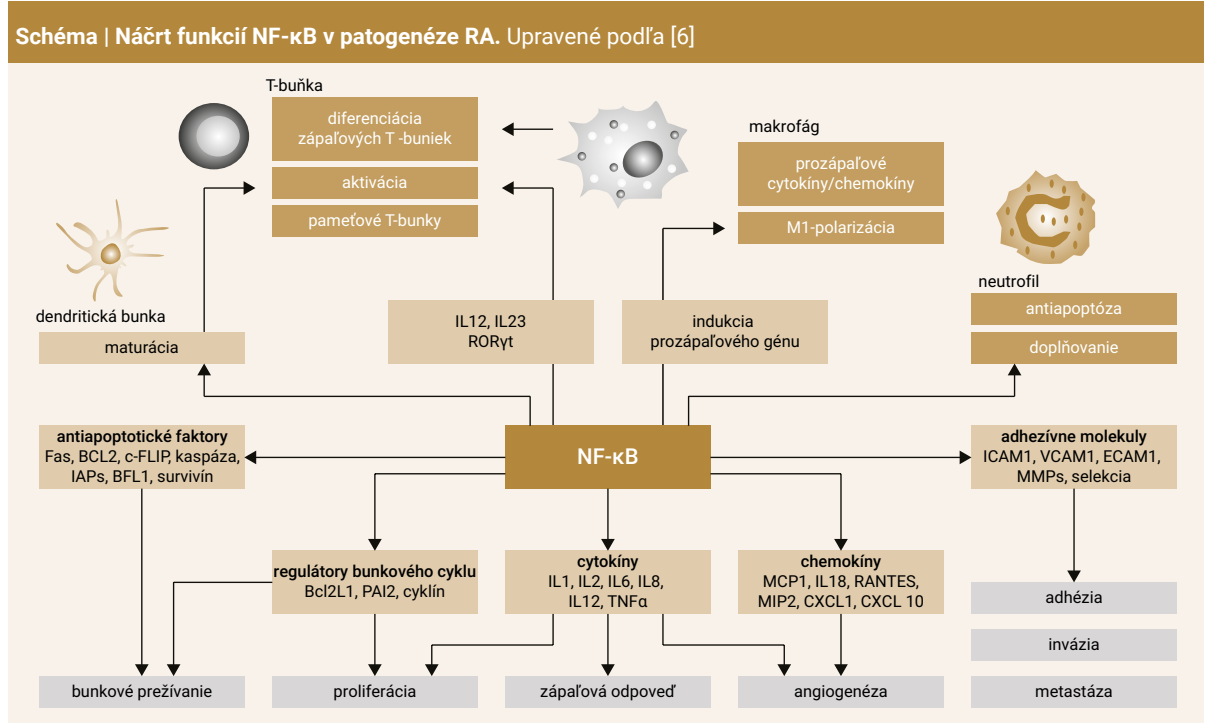 Schéma | Náčrt funkcií NF-κB v patogenéze RA. Upravené podľa [6]
T-buňka
diferenciácia
zápaľových T -buniek
aktivácia
pameťové T-bunky
makrofág
prozápaľové
cytokíny/chemokíny
M1-polarizácia
neutrofil
antiapoptóza
doplňovanie
dendritická bunka
maturácia
IL12, IL23
RORγt
indukcia
prozápaľového génu
antiapoptotické faktory
Fas, BCL2, c-FLIP, kaspáza,
IAPs, BFL1, survivín
NF-κB
adhezívne molekuly
ICAM1, VCAM1, ECAM1,
MMPs, selekcia
regulátory bunkového cyklu
Bcl2L1, PAI2, cyklín
cytokíny
IL1, IL2, IL6, IL8,
IL12, TNFα
chemokíny
MCP1, IL18, RANTES,
MIP2, CXCL1, CXCL 10
adhézia
invázia
bunkové prežívanie
proliferácia
zápaľová odpoveď
angiogenéza
metastáza